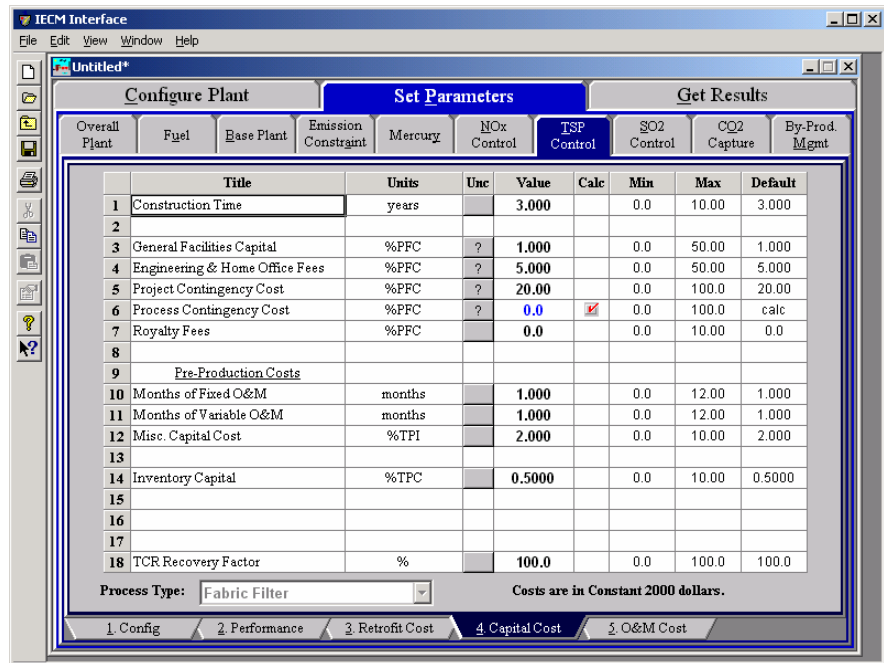 IECM Interface
File Edit View Window Help
Untitled*
Configure Plant Set Parameters Get Results
Overall Plant Fuel Base Plant Emission Constraint Mercury NOx Control TSP Control SO2 Control CO2 Capture By-Prod. Mgmt
Title Units Unc Value Calc Min Max Default
1 Construction Time years 3.000 0.0 10.00 3.000
2
3 General Facilities Capital %PFC ? 1.000 0.0 50.00 1.000
4 Engineering & Home Office Fees %PFC ? 5.000 0.0 50.00 5.000
5 Project Contingency Cost %PFC ? 20.00 0.0 100.0 20.00
6 Process Contingency Cost %PFC ? 0.0 0.0 100.0 calc
7 Royalty Fees %PFC 0.0 0.0 10.00 0.0
8
9 Pre-Production Costs
10 Months of Fixed O&M months 1.000 0.0 12.00 1.000
11 Months of Variable O&M months 1.000 0.0 12.00 1.000
12 Misc. Capital Cost %TPI 2.000 0.0 10.00 2.000
13
14 Inventory Capital %TPC 0.5000 0.0 10.00 0.5000
15
16
17
18 TCR Recovery Factor % 100.0 0.0 100.0 100.0
Process Type: Fabric Filter Costs are in Constant 2000 dollars.
1. Config 2. Performance 3. Retrofit Cost 4. Capital Cost 5. O&M Cost